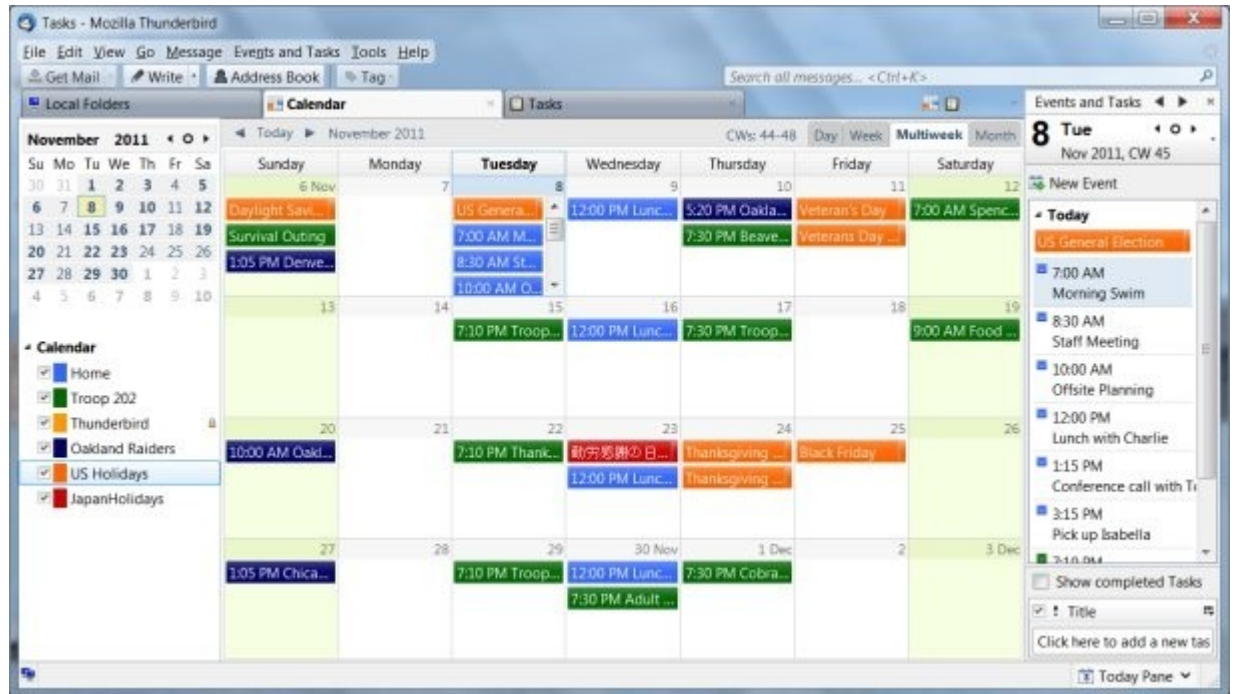 Tasks - Mozilla Thunderbird
File Edit View Go Message Events and Tasks Tools Help
Get Mail Write Address Book Tag Search all messages... <Ctrl+K>
Local Folders Calendar Tasks Events and Tasks
November 2011 Today November 2011 CWs: 44-48 Day Week Multiweek Month 8 Tue
Nov 2011, CW 45
Su Mo Tu We Th Fr Sa Sunday Monday Tuesday Wednesday Thursday Friday Saturday
30 31 1 2 3 4 5 6 Nov 7 8 9 10 11 12 New Event
6 7 8 9 10 11 12 Daylight Savi... US Genera... 12:00 PM Lunc... 5:20 PM Oakla... Veteran's Day 7:00 AM Spenc... Today
13 14 15 16 17 18 19 Survival Outing 7:00 AM M... 7:30 PM Beave... Veterans Day ... US General Election
20 21 22 23 24 25 26 1:05 PM Denve... 8:30 AM St... 7:00 AM
27 28 29 30 1 2 3 10:00 AM O... Morning Swim
4 5 6 7 8 9 10 13 14 15 16 17 18 19
7:10 PM Troop... 12:00 PM Lunc... 7:30 PM Troop... 9:00 AM Food ... 8:30 AM
Calendar Staff Meeting
Home 10:00 AM
Troop 202 Offsite Planning
Thunderbird 20 21 22 23 24 25 26 12:00 PM
Oakland Raiders 10:00 AM Oakl... 7:10 PM Thank... 勤労感謝の日... Thanksgiving ... Black Friday Lunch with Charlie
US Holidays 12:00 PM Lunc... Thanksgiving ... 1:15 PM
JapanHolidays Conference call with T
3:15 PM
Pick up Isabella
27 28 29 30 Nov 1 Dec 2 3 Dec 7:10 PM
1:05 PM Chica... 7:10 PM Troop... 12:00 PM Lunc... 7:30 PM Cobra... Show completed Tasks
7:30 PM Adult ... Title
Click here to add a new tas
Today Pane